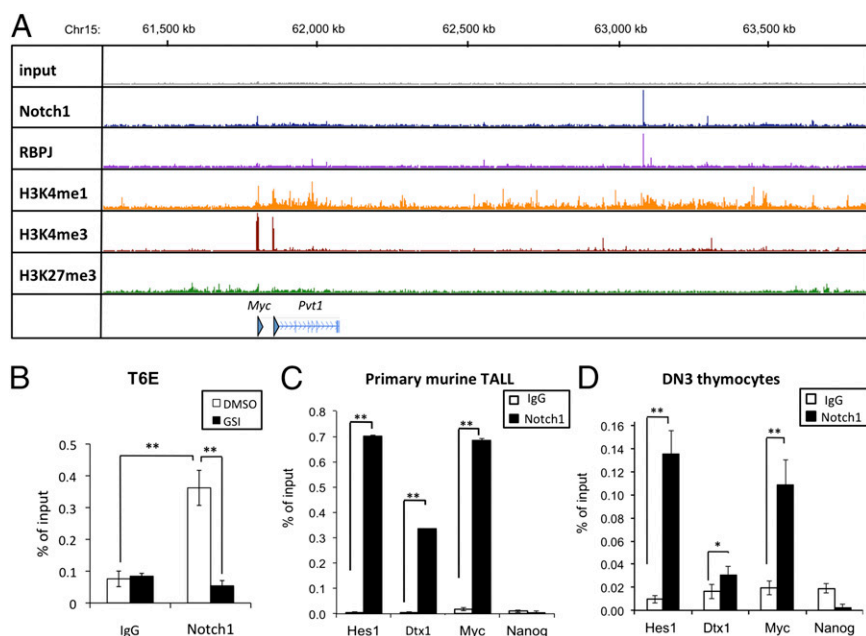 A
Chr15: 61,500 kb 62,000 kb 62,500 kb 63,000 kb 63,500 kb
input
Notch1
RBPJ
H3K4me1
H3K4me3
H3K27me3
Myc Pvt1
B
T6E
DMSO
GSI
% of input
0.5
0.4
0.3
0.2
0.1
0
** **
IgG Notch1
C
Primary murine TALL
IgG
Notch1
% of input
0.8
0.7
0.6
0.5
0.4
0.3
0.2
0.1
0.0
** ** **
Hes1 Dtx1 Myc Nanog
D
DN3 thymocytes
IgG
Notch1
% of input
0.16
0.14
0.12
0.10
0.08
0.06
0.04
0.02
0.00
** * **
Hes1 Dtx1 Myc Nanog